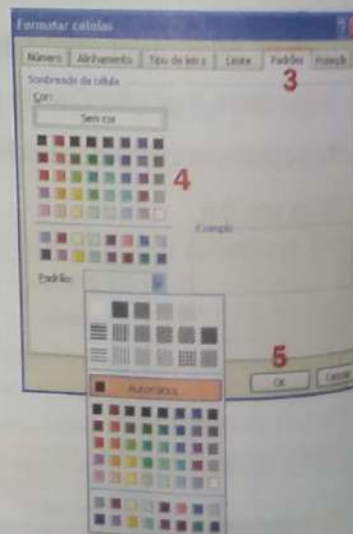 Formatar células
Número Alinhamento Tipo de letra Limite Padrões
3
Sombreado da célula
Cor:
Sem cor
4
Exemplo
Padrão:
5
Automático
OK